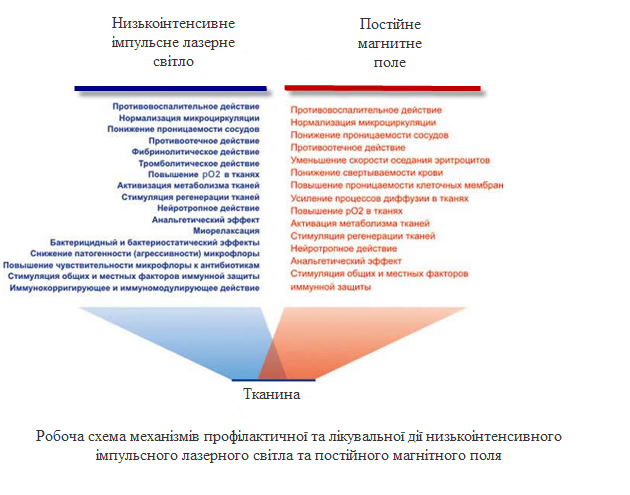 Низькоінтенсивне
імпульсне лазерне
світло
Постійне
магнитне
поле
Противовоспалительное действие
Нормализация микроциркуляции
Понижение проницаемости сосудов
Противоотечное действие
Фибринолитическое действие
Тромболитическое действие
Повышение pO2 в тканях
Активизация метаболизма тканей
Стимуляция регенерации тканей
Нейротропное действие
Анальгетический эффект
Миорелаксация
Бактерицидный и бактериостатический эффекты
Снижение патогенности (агрессивности) микрофлоры
Повышение чувствительности микрофлоры к антибиотикам
Стимуляция общих и местных факторов иммунной защиты
Иммунокорригирующее и иммуномодулирующее действие
Противовоспалительное действие
Нормализация микроциркуляции
Понижение проницаемости сосудов
Противоотечное действие
Уменьшение скорости оседания эритроцитов
Понижение свертываемости крови
Повышение проницаемости клеточных мембран
Усиление процессов диффузии в тканях
Повышение pO2 в тканях
Активация метаболизма тканей
Стимуляция регенерации тканей
Нейротропное действие
Анальгетический эффект
Стимуляция общих и местных факторов
иммунной защиты
Тканина
Робоча схема механізмів профілактичної та лікувальної дії низькоінтенсивного
імпульсного лазерного світла та постійного магнітного поля